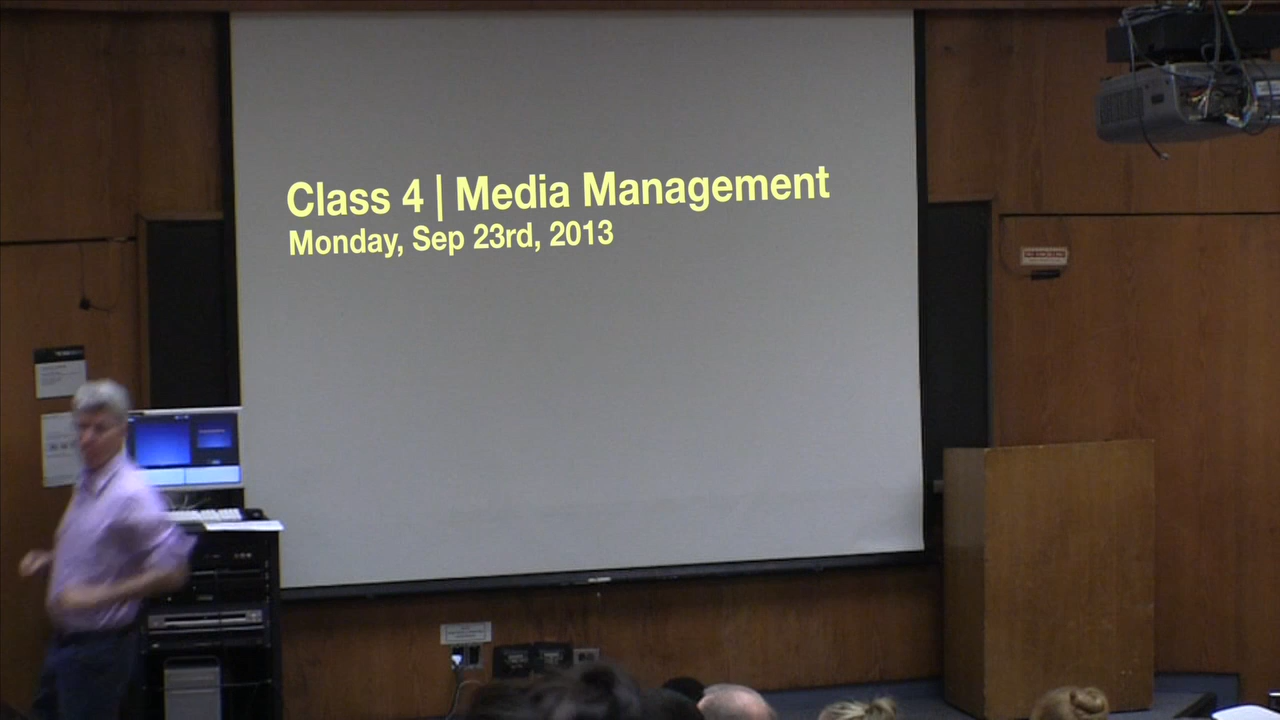 Class 4 | Media Management
Monday, Sep 23rd, 2013